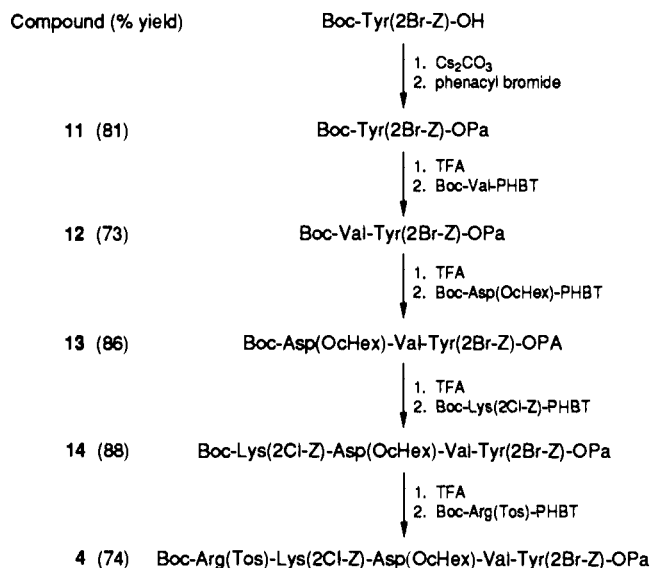 Compound (% yield) Boc-Tyr(2Br-Z)-OH
1. Cs₂CO₃
2. phenacyl bromide
11 (81) Boc-Tyr(2Br-Z)-OPa
1. TFA
2. Boc-Val-PHBT
12 (73) Boc-Val-Tyr(2Br-Z)-OPa
1. TFA
2. Boc-Asp(OcHex)-PHBT
13 (86) Boc-Asp(OcHex)-Val-Tyr(2Br-Z)-OPA
1. TFA
2. Boc-Lys(2Cl-Z)-PHBT
14 (88) Boc-Lys(2Cl-Z)-Asp(OcHex)-Val-Tyr(2Br-Z)-OPa
1. TFA
2. Boc-Arg(Tos)-PHBT
4 (74) Boc-Arg(Tos)-Lys(2Cl-Z)-Asp(OcHex)-Val-Tyr(2Br-Z)-OPa